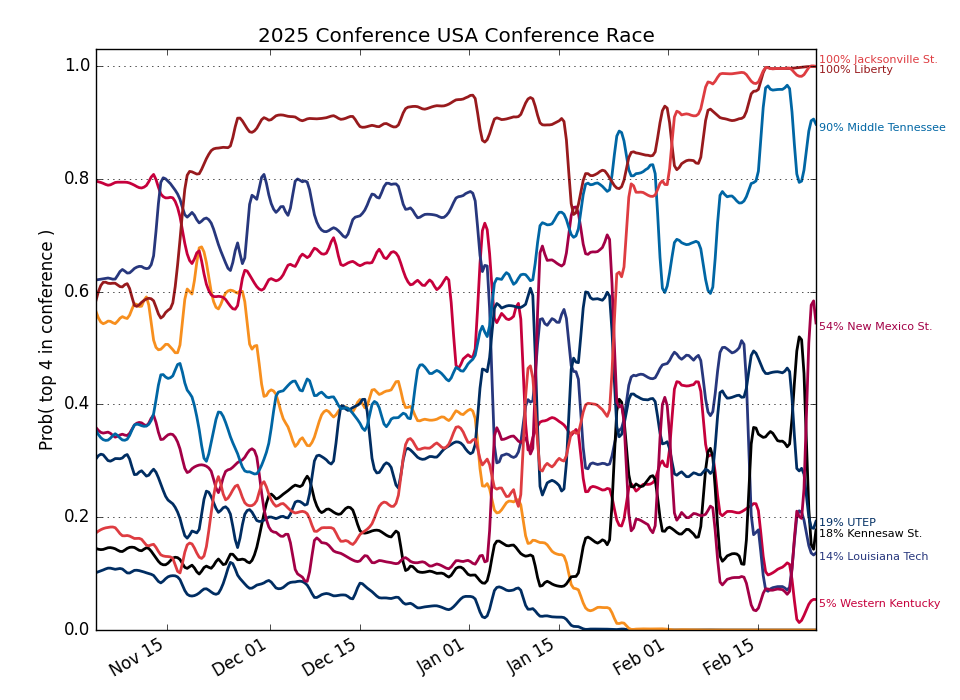 2025 Conference USA Conference Race
Prob( top 4 in conference )
1.0
0.8
0.6
0.4
0.2
0.0
Nov 15
Dec 01
Dec 15
Jan 01
Jan 15
Feb 01
Feb 15
100% Jacksonville St.
100% Liberty
90% Middle Tennessee
54% New Mexico St.
19% UTEP
18% Kennesaw St.
14% Louisiana Tech
5% Western Kentucky